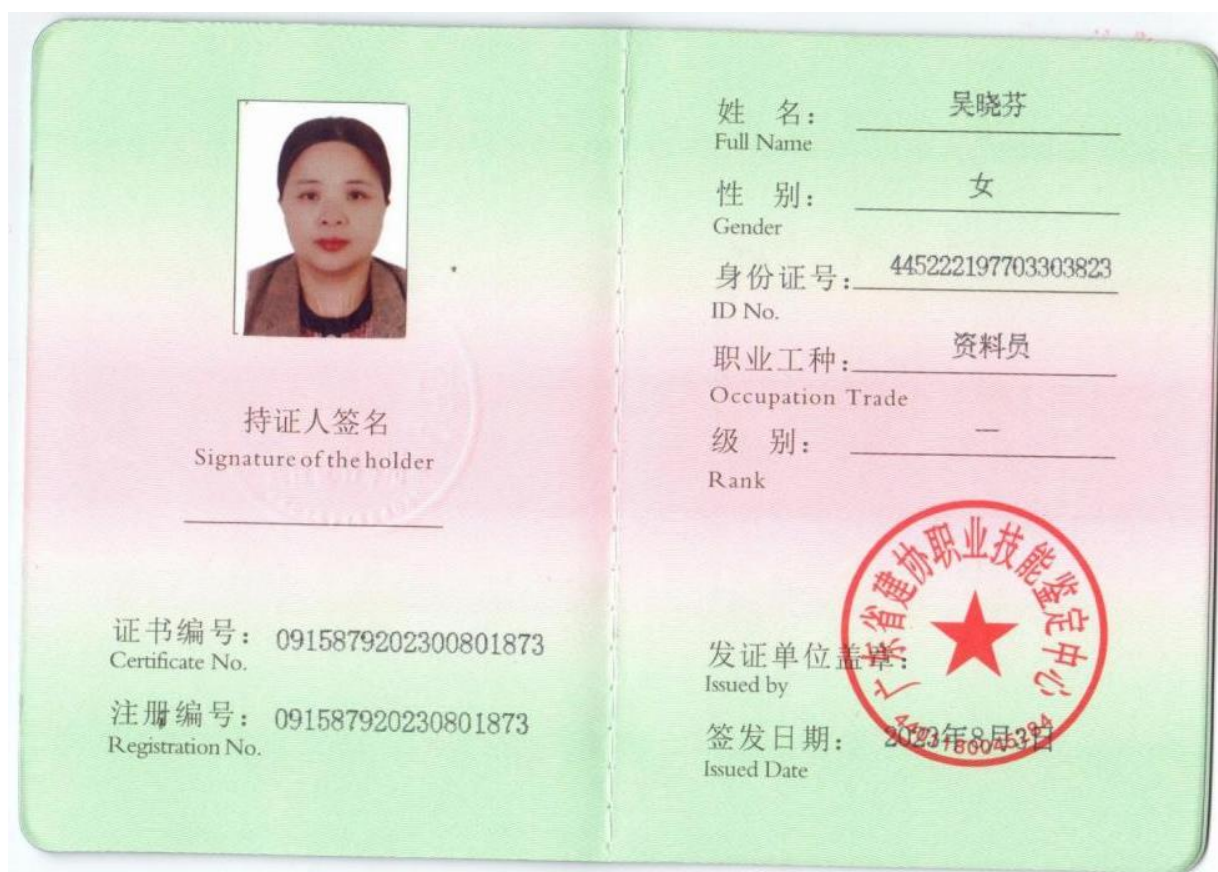 持证人签名
Signature of the holder
证书编号: 0915879202300801873
Certificate No.
注册编号: 091587920230801873
Registration No.
姓 名: 吴晓芬
Full Name
性 别: 女
Gender
身份证号: 445222197703303823
ID No.
职业工种: 资料员
Occupation Trade
级 别: 一
Rank
广东省建协职业技能鉴定中心
发证单位盖章:
Issued by
签发日期: 2023年8月3日
Issued Date